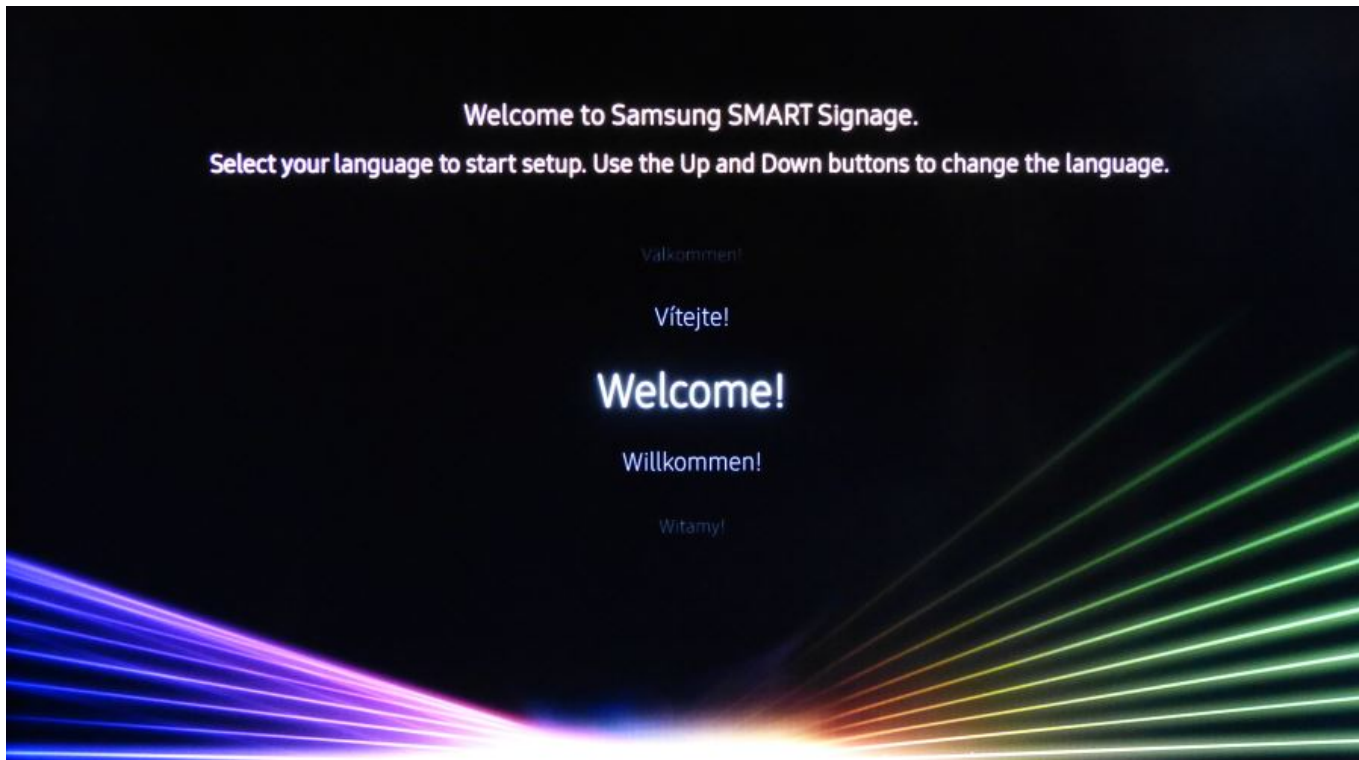 Welcome to Samsung SMART Signage.
Select your language to start setup. Use the Up and Down buttons to change the language.
Välkommen!
Vítejte!
Welcome!
Willkommen!
Witamy!